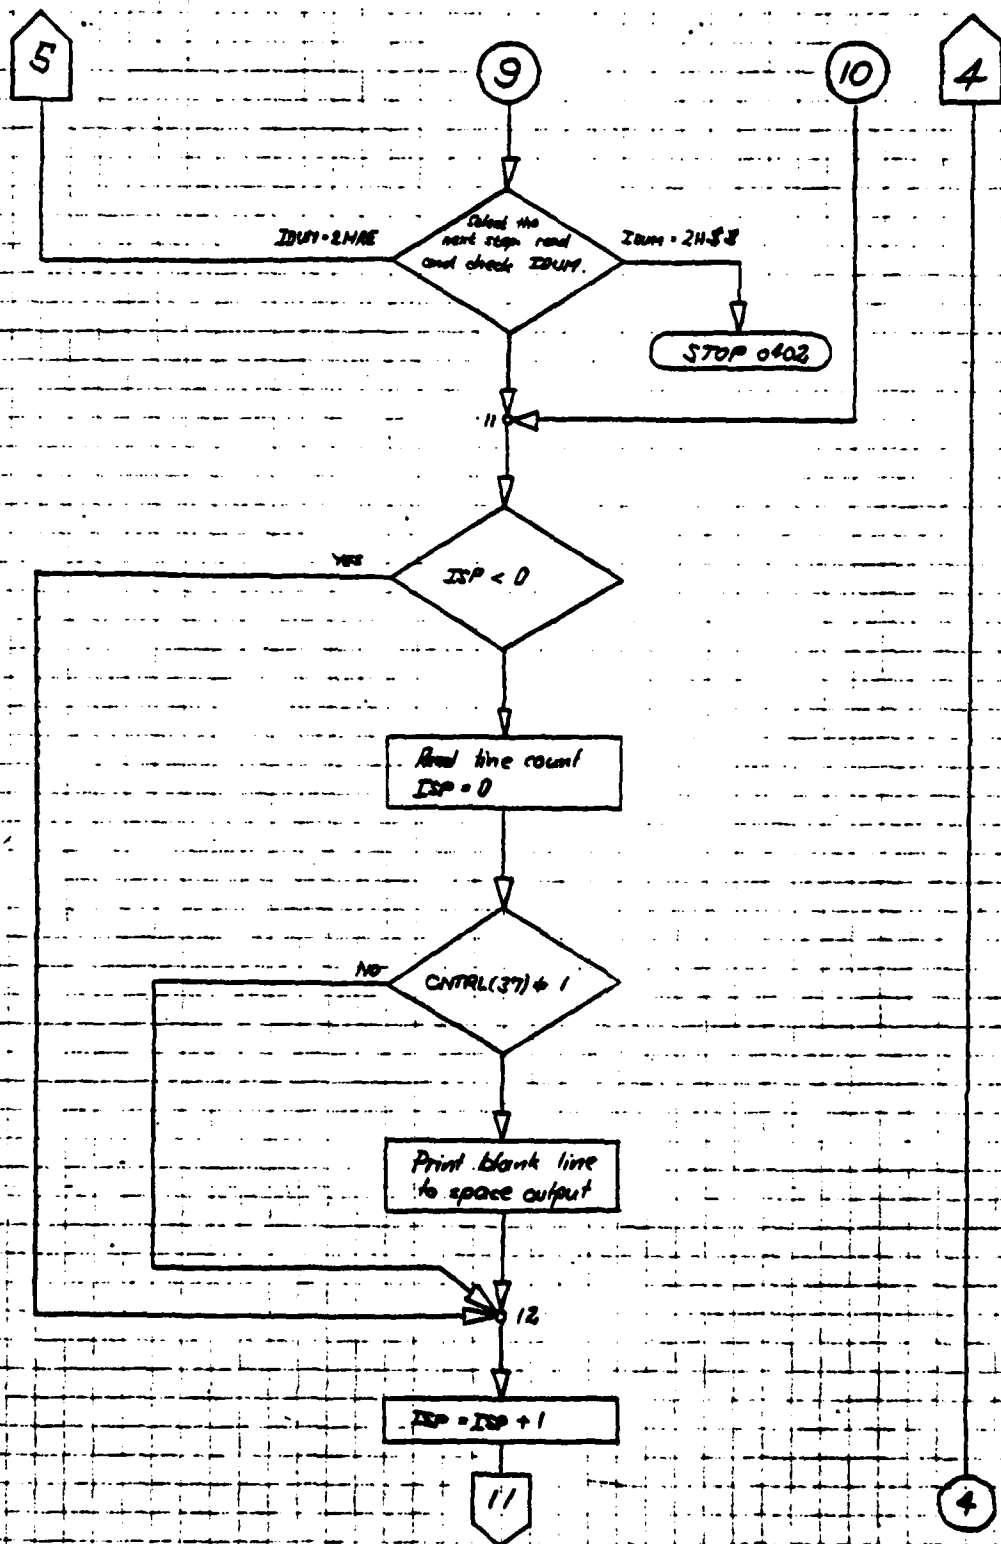 5
9
10
4
IDUM = 2HRE
Select the
next step read
and check IDUM.
IDUM = 2H$$
STOP 0402
11
YES
ISP < 0
Read line count
ISP = 0
NO
CNTRL(37) ≠ 1
Print blank line
to space output
12
ISP = ISP + 1
11
4